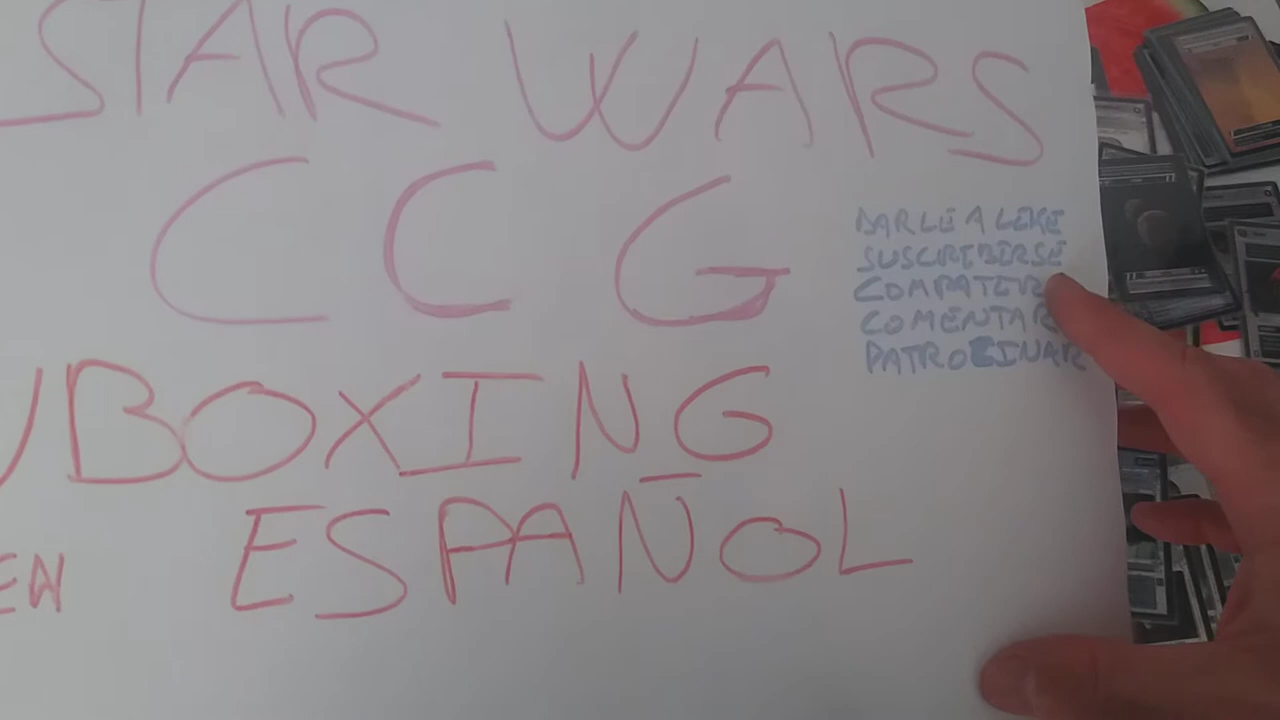 STAR WARS
CCG
UBOXING
EN ESPAÑOL
DARLE A LIKE
SUSCRIBIRSE
COMPATIR
COMENTAR
PATROCINAR